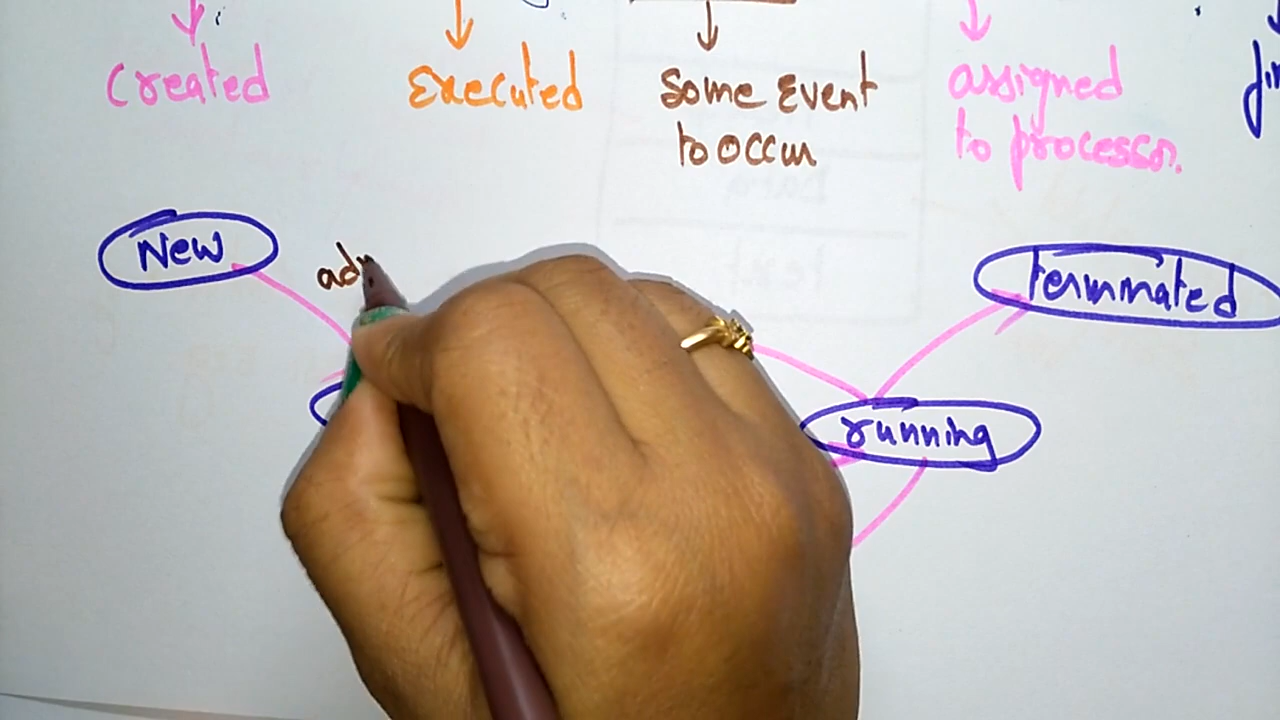 created
Executed
Some Event
to occur
assigned
to processor.
New
ad
terminated
running